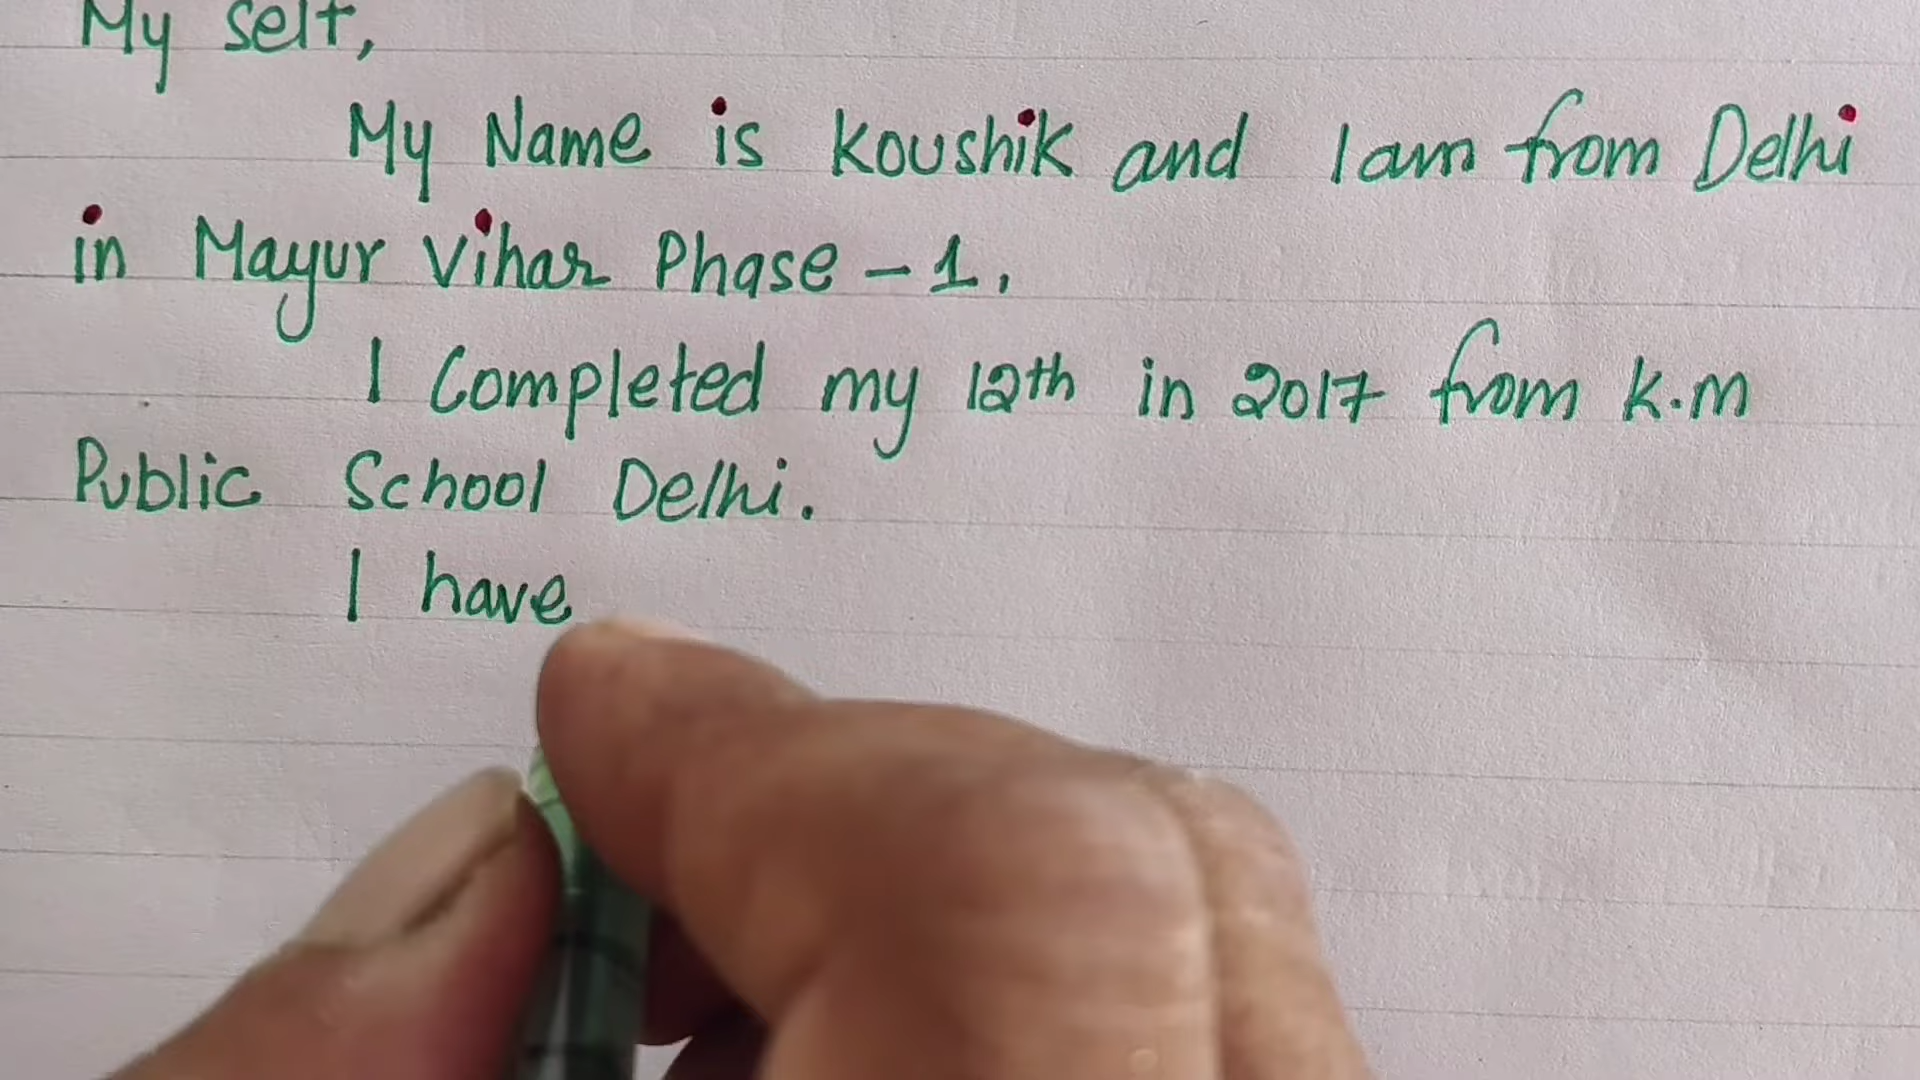 My self,
My Name is Koushik and I am from Delhi
in Mayur Vihar Phase - 1.
I Completed my 12th in 2017 from K.M
Public School Delhi.
I have